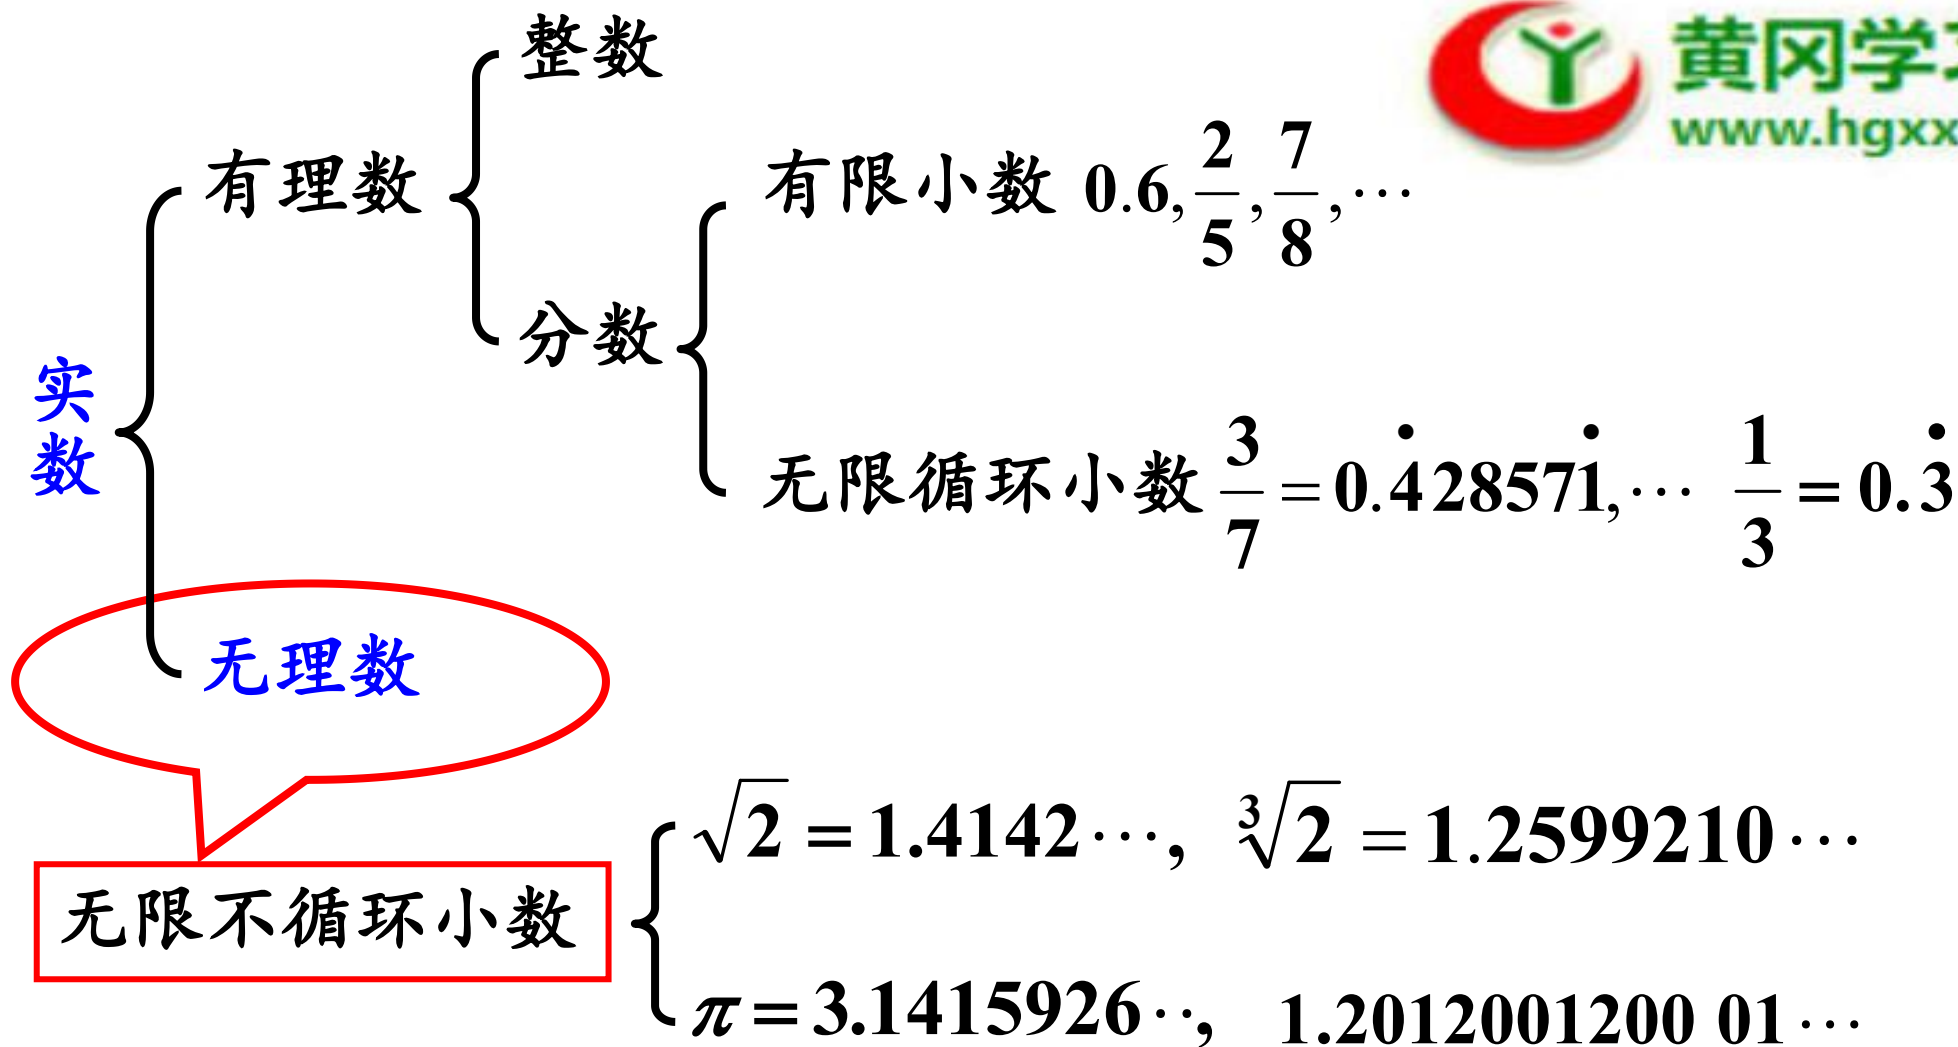 整数
黄冈学习
www.hgxx
有理数
有限小数 0.6, 2/5, 7/8, ⋯
分数
实数
无限循环小数 3/7 = 0.4̇28571̇, ⋯ 1/3 = 0.3̇
无理数
√2 = 1.4142⋯, ∛2 = 1.2599210⋯
无限不循环小数
π = 3.1415926··, 1.2012001200 01⋯